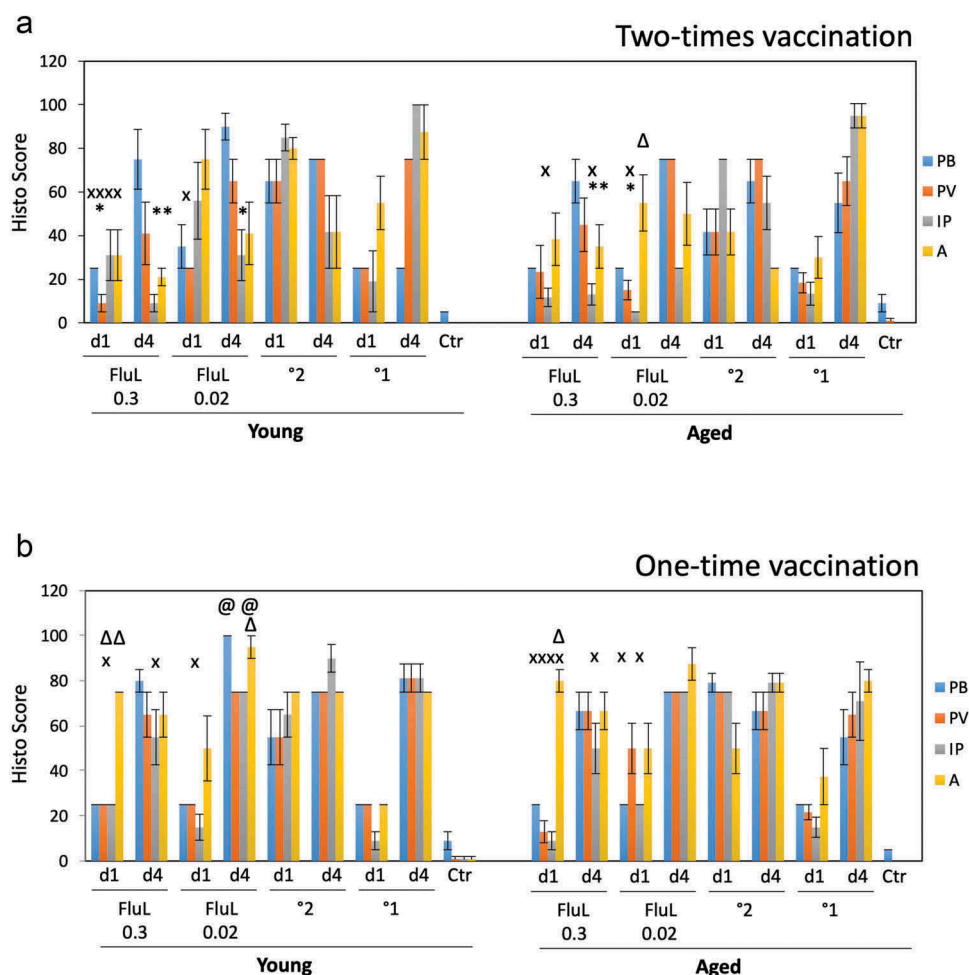 a
Two-times vaccination
120
100
80
60
40
20
0
Histo Score
xxxx
*
**
x
*
x
x
**
x
*
Δ
PB
PV
IP
A
d1 d4 d1 d4 d1 d4 d1 d4 Ctr
d1 d4 d1 d4 d1 d4 d1 d4 Ctr
FluL FluL °2 °1
0.3 0.02
Young
FluL FluL °2 °1
0.3 0.02
Aged
b
One-time vaccination
120
100
80
60
40
20
0
Histo Score
ΔΔ
x
x
x
@ @
Δ
Δ
xxxx
x
x x
PB
PV
IP
A
d1 d4 d1 d4 d1 d4 d1 d4 Ctr
d1 d4 d1 d4 d1 d4 d1 d4 Ctr
FluL FluL °2 °1
0.3 0.02
Young
FluL FluL °2 °1
0.3 0.02
Aged